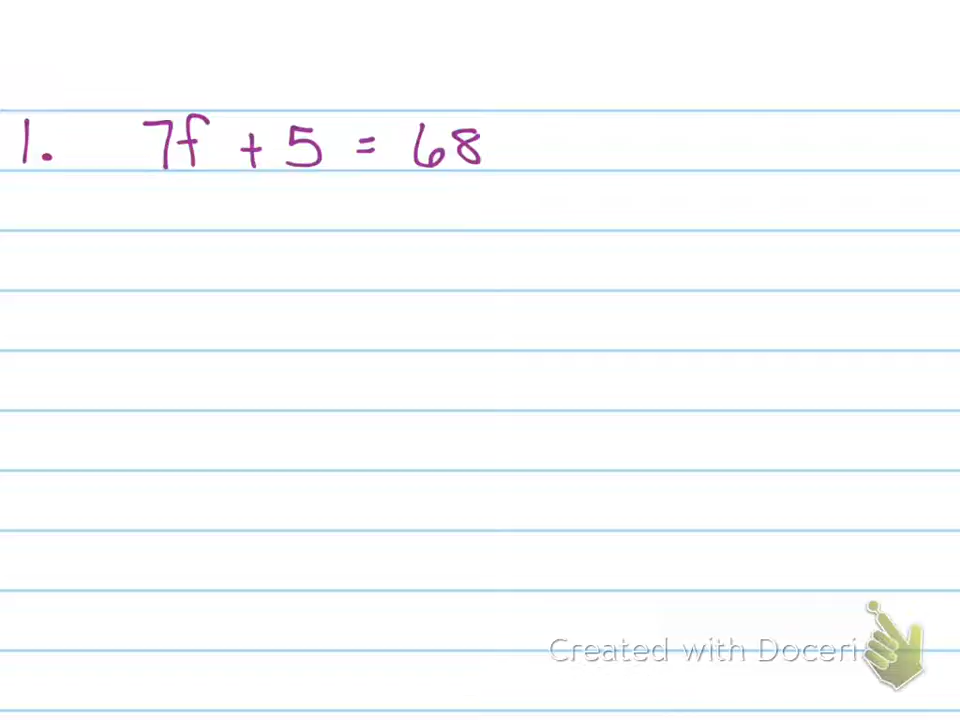 1. 7f + 5 = 68
Created with Doceri